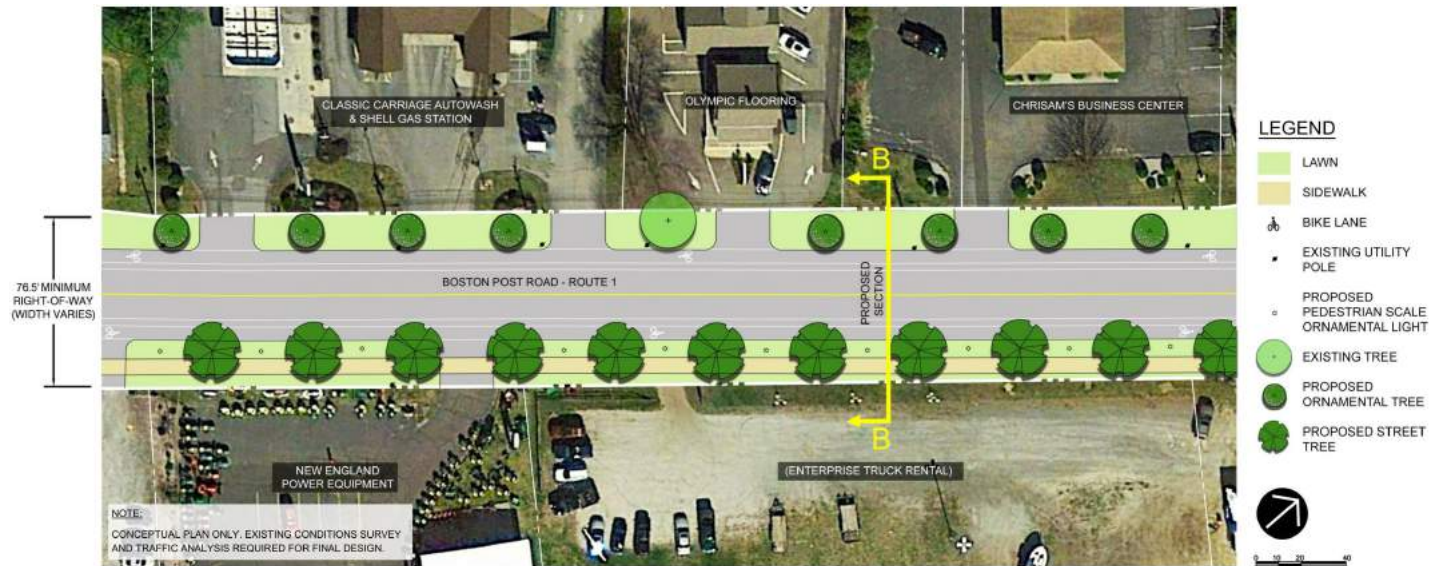 CLASSIC CARRIAGE AUTOWASH
& SHELL GAS STATION
OLYMPIC FLOORING
CHRISAM'S BUSINESS CENTER
B
76.5' MINIMUM
RIGHT-OF-WAY
(WIDTH VARIES)
BOSTON POST ROAD - ROUTE 1
PROPOSED
SECTION
B
NEW ENGLAND
POWER EQUIPMENT
(ENTERPRISE TRUCK RENTAL)
NOTE:
CONCEPTUAL PLAN ONLY. EXISTING CONDITIONS SURVEY
AND TRAFFIC ANALYSIS REQUIRED FOR FINAL DESIGN.
LEGEND
LAWN
SIDEWALK
BIKE LANE
EXISTING UTILITY
POLE
PROPOSED
PEDESTRIAN SCALE
ORNAMENTAL LIGHT
EXISTING TREE
PROPOSED
ORNAMENTAL TREE
PROPOSED STREET
TREE
0 10 20 40